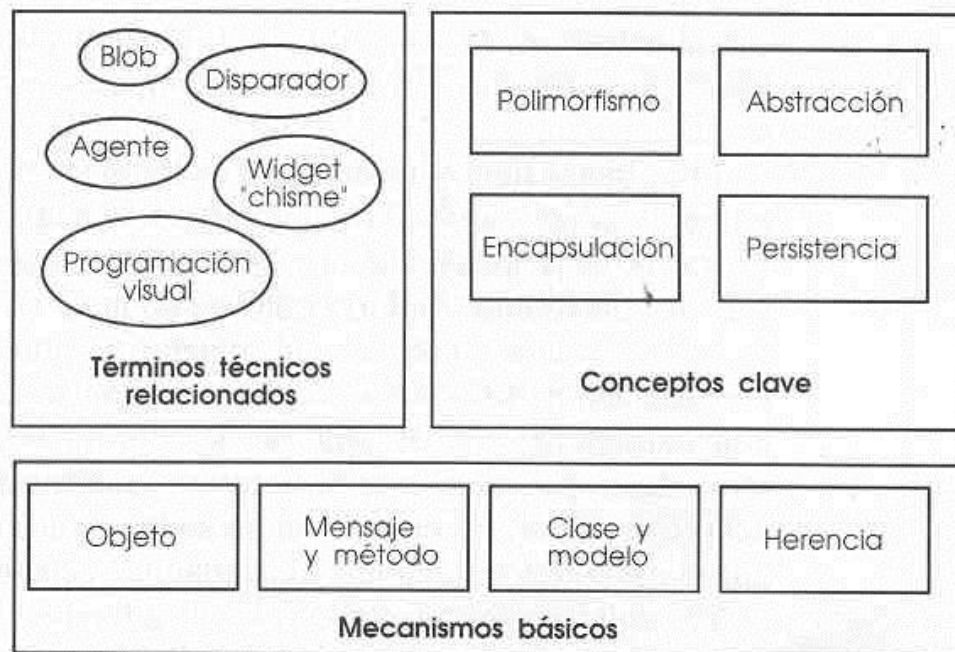 Blob
Disparador
Agente
Widget
"chisme"
Programación
visual
Términos técnicos
relacionados
Polimorfismo
Abstracción
Encapsulación
Persistencia
Conceptos clave
Objeto
Mensaje
y método
Clase y
modelo
Herencia
Mecanismos básicos